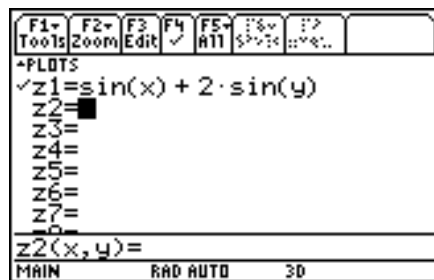 F1▾ F2▾ F3 F4 F5▾
Tools Zoom Edit ✓ All
▴PLOTS
✓z1=sin(x) + 2·sin(y)
z2=
z3=
z4=
z5=
z6=
z7=
z2(x,y)=
MAIN RAD AUTO 3D